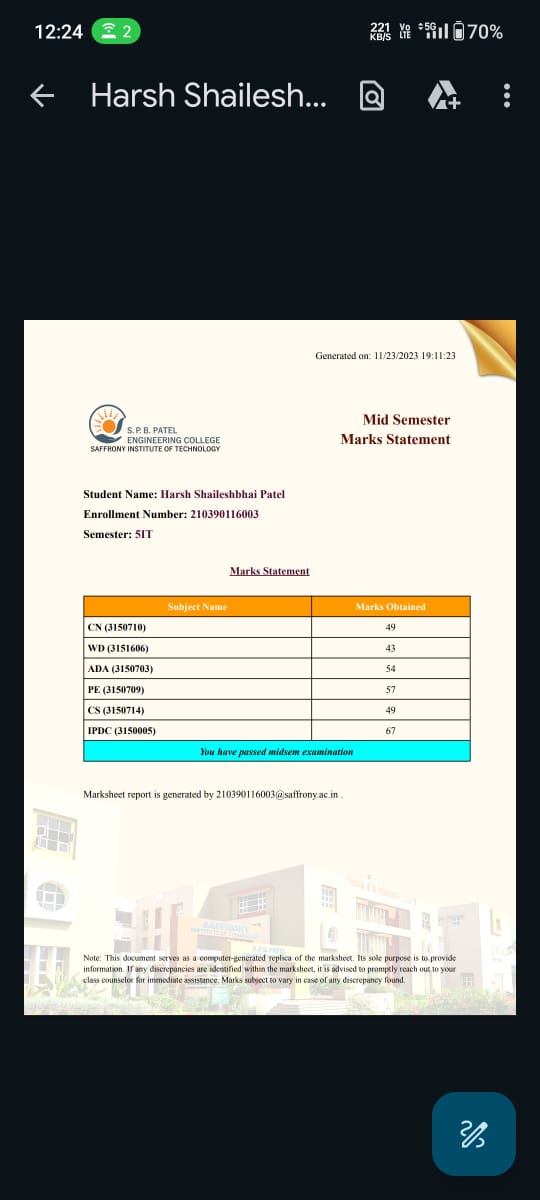 12:24
2
221 KB/S
Vo LTE
5G
70%
Harsh Shailesh...
Generated on: 11/23/2023 19:11:23
S. P. B. PATEL
ENGINEERING COLLEGE
SAFFRONY INSTITUTE OF TECHNOLOGY
Mid Semester
Marks Statement
Student Name: Harsh Shaileshbhai Patel
Enrollment Number: 210390116003
Semester: 5IT
Marks Statement
Subject Name Marks Obtained
CN (3150710) 49
WD (3151606) 43
ADA (3150703) 54
PE (3150709) 57
CS (3150714) 49
IPDC (3150005) 67
You have passed midsem examination
Marksheet report is generated by 210390116003@saffrony.ac.in .
SAFFRONY
Note: This document serves as a computer-generated replica of the marksheet. Its sole purpose is to provide
information. If any discrepancies are identified within the marksheet, it is advised to promptly reach out to your
class counselor for immediate assistance. Marks subject to vary in case of any discrepancy found.